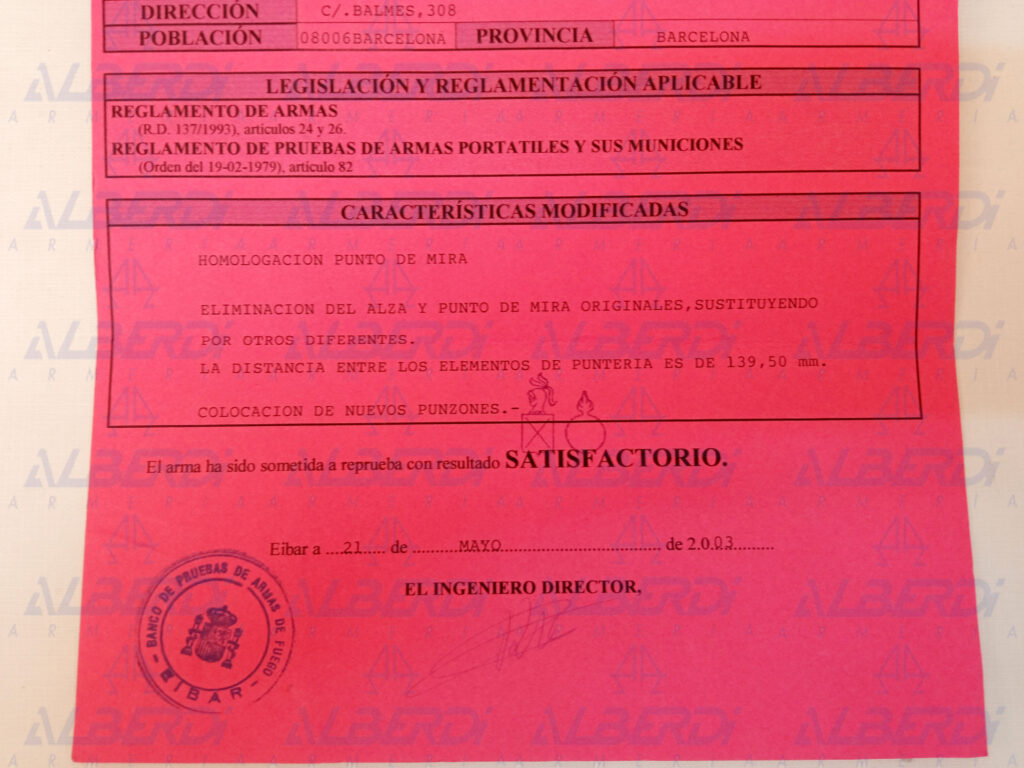 DIRECCIÓN C/.BALMES,308
POBLACIÓN 08006BARCELONA PROVINCIA BARCELONA
LEGISLACIÓN Y REGLAMENTACIÓN APLICABLE
REGLAMENTO DE ARMAS
(R.D. 137/1993), artículos 24 y 26.
REGLAMENTO DE PRUEBAS DE ARMAS PORTATILES Y SUS MUNICIONES
(Orden del 19-02-1979), artículo 82
CARACTERÍSTICAS MODIFICADAS
HOMOLOGACION PUNTO DE MIRA
ELIMINACION DEL ALZA Y PUNTO DE MIRA ORIGINALES,SUSTITUYENDO
POR OTROS DIFERENTES.
LA DISTANCIA ENTRE LOS ELEMENTOS DE PUNTERIA ES DE 139,50 mm.
COLOCACION DE NUEVOS PUNZONES.-
El arma ha sido sometida a reprueba con resultado SATISFACTORIO.
Eibar a ....21..... de ..........MAYO.................................... de 2.0.03..........
EL INGENIERO DIRECTOR,
BANCO DE PRUEBAS DE ARMAS DE FUEGO
- EIBAR -
ALBERDI
ARMERIA